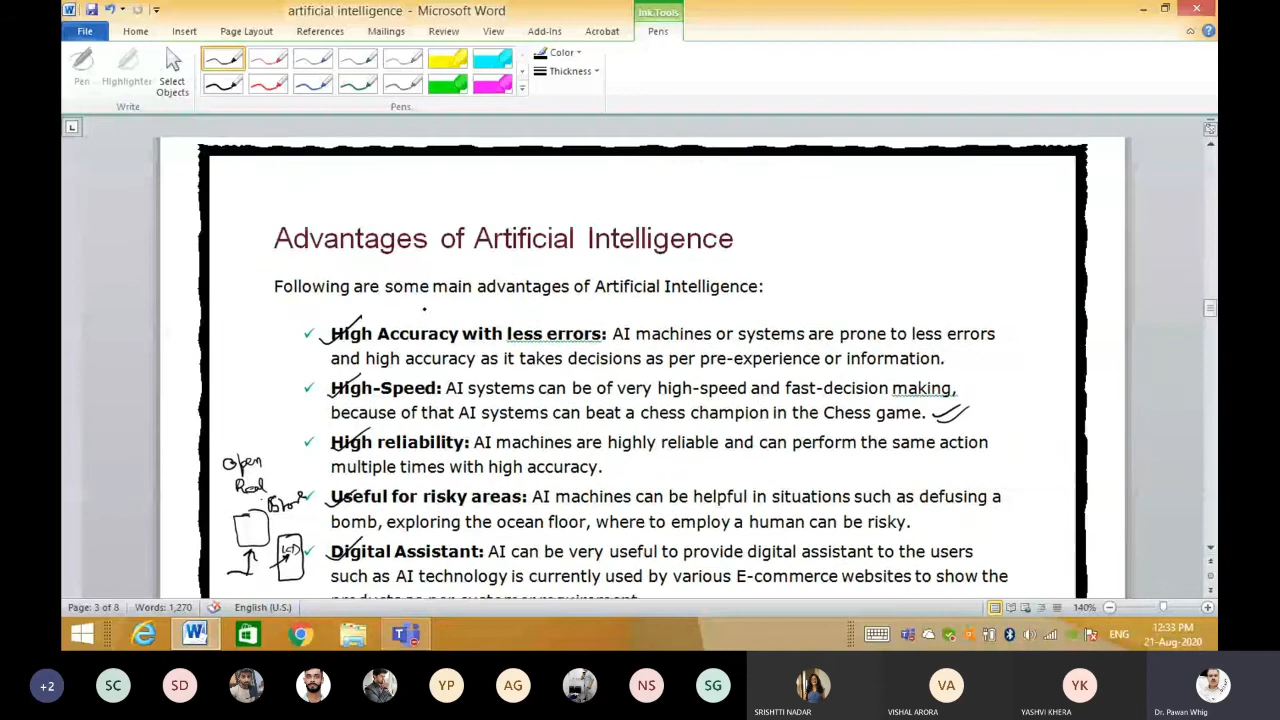 artificial intelligence - Microsoft Word
Ink Tools
File Home Insert Page Layout References Mailings Review View Add-Ins Acrobat Pens
Pen Highlighter Select Objects
Color
Thickness
Write
Pens
Advantages of Artificial Intelligence
Following are some main advantages of Artificial Intelligence:
High Accuracy with less errors: AI machines or systems are prone to less errors
and high accuracy as it takes decisions as per pre-experience or information.
High-Speed: AI systems can be of very high-speed and fast-decision making,
because of that AI systems can beat a chess champion in the Chess game.
High reliability: AI machines are highly reliable and can perform the same action
multiple times with high accuracy.
Open
Useful for risky areas: AI machines can be helpful in situations such as defusing a
bomb, exploring the ocean floor, where to employ a human can be risky.
Digital Assistant: AI can be very useful to provide digital assistant to the users
such as AI technology is currently used by various E-commerce websites to show the
products as per customer requirement.
Page: 3 of 8 Words: 1,270 English (U.S.) 140%
ENG
12:33 PM
21-Aug-2020
+2 SC SD YP AG NS SG VA YK
SRISHTTI NADAR VISHAL ARORA YASHVI KHERA Dr. Pawan Whig